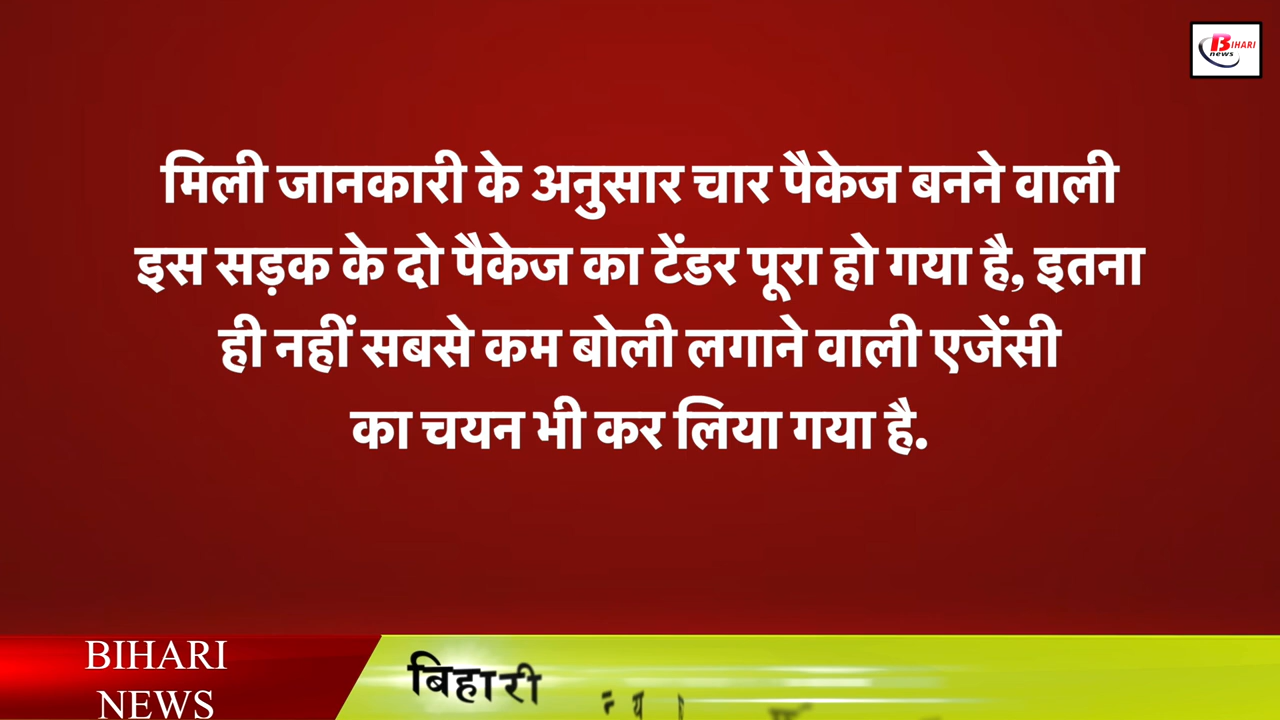 BIHARI
news
मिली जानकारी के अनुसार चार पैकेज बनने वाली
इस सड़क के दो पैकेज का टेंडर पूरा हो गया है, इतना
ही नहीं सबसे कम बोली लगाने वाली एजेंसी
का चयन भी कर लिया गया है.
BIHARI
NEWS
बिहारी